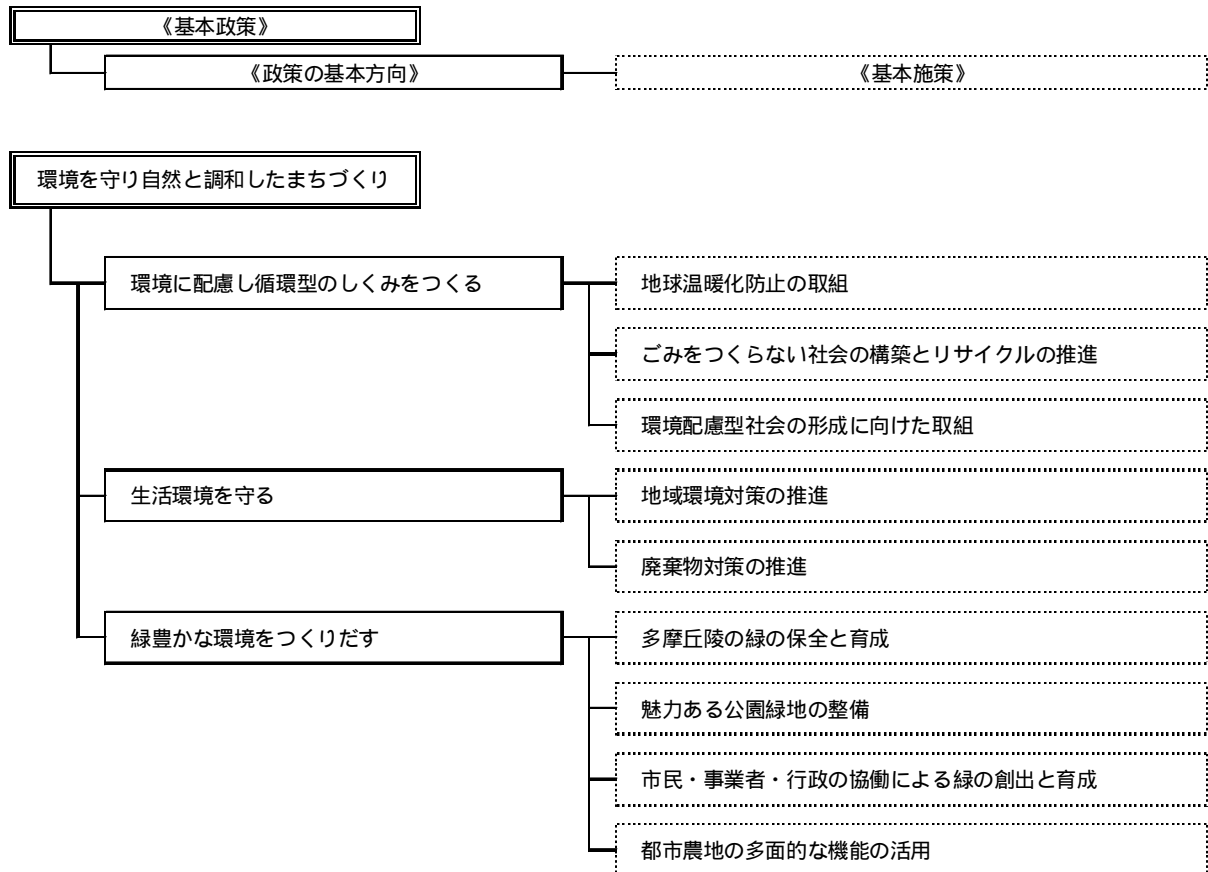 《基本政策》
《政策の基本方向》
《基本施策》
環境を守り自然と調和したまちづくり
環境に配慮し循環型のしくみをつくる
地球温暖化防止の取組
ごみをつくらない社会の構築とリサイクルの推進
環境配慮型社会の形成に向けた取組
生活環境を守る
地域環境対策の推進
廃棄物対策の推進
緑豊かな環境をつくりだす
多摩丘陵の緑の保全と育成
魅力ある公園緑地の整備
市民・事業者・行政の協働による緑の創出と育成
都市農地の多面的な機能の活用